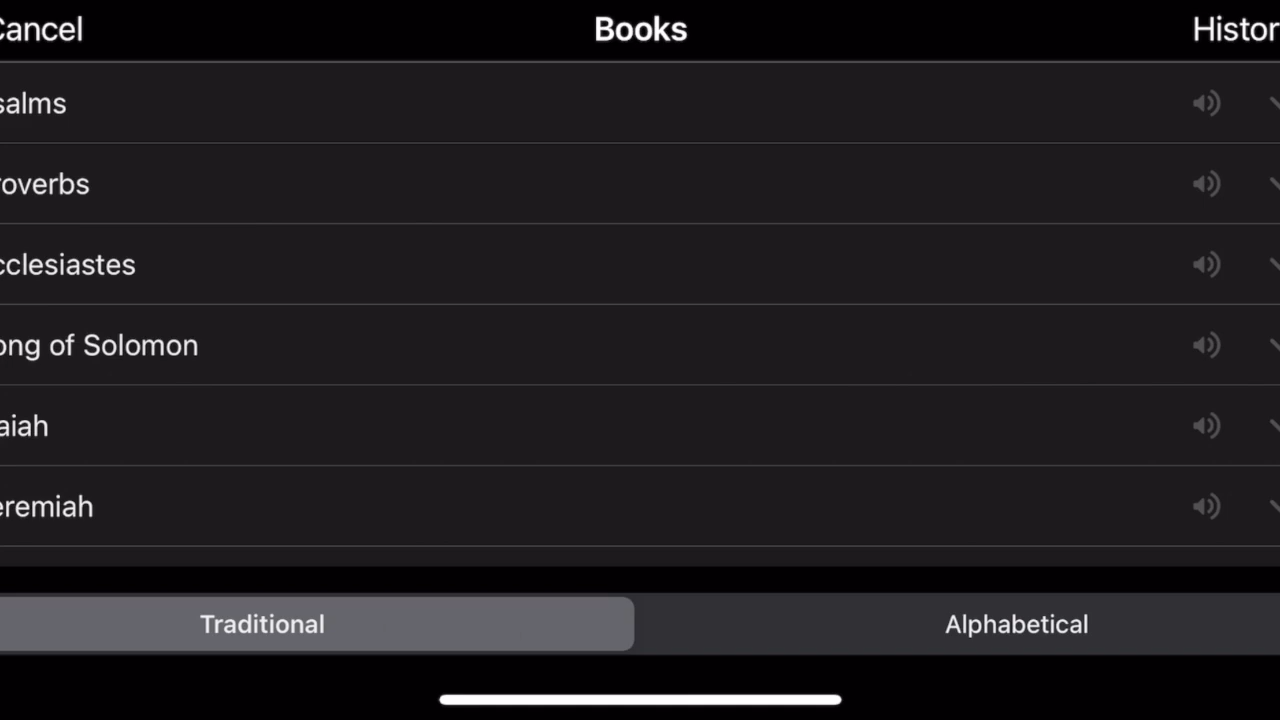 Cancel
Books
Histor
salms
roverbs
cclesiastes
ong of Solomon
aiah
eremiah
Traditional
Alphabetical